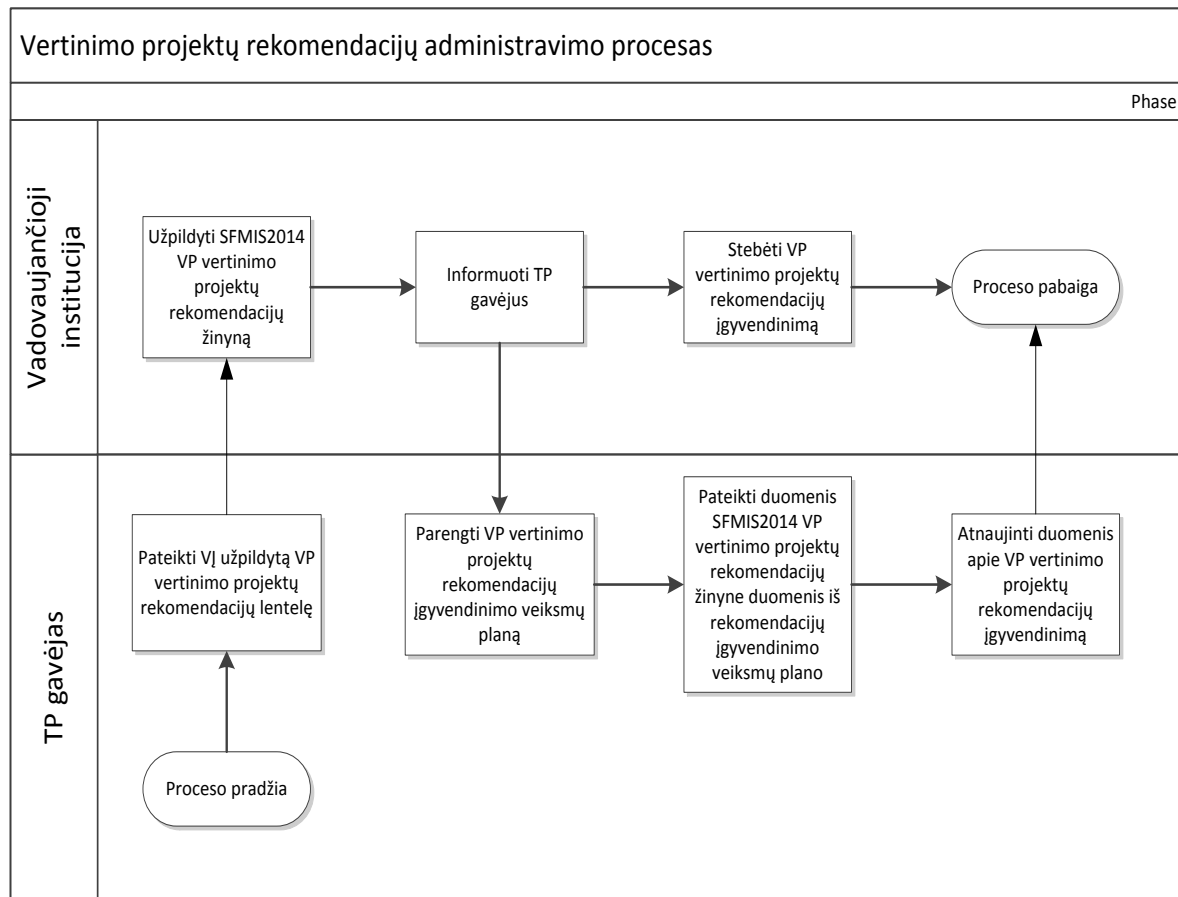 Vertinimo projektų rekomendacijų administravimo procesas
Phase
Vadovaujančioji
institucija
Užpildyti SFMIS2014
VP vertinimo
projektų
rekomendacijų
žinyną
Informuoti TP
gavėjus
Stebėti VP
vertinimo projektų
rekomendacijų
įgyvendinimą
Proceso pabaiga
TP gavėjas
Pateikti VĮ užpildytą VP
vertinimo projektų
rekomendacijų lentelę
Parengti VP vertinimo
projektų
rekomendacijų
įgyvendinimo veiksmų
planą
Pateikti duomenis
SFMIS2014 VP
vertinimo projektų
rekomendacijų
žinyne duomenis iš
rekomendacijų
įgyvendinimo
veiksmų plano
Atnaujinti duomenis
apie VP vertinimo
projektų
rekomendacijų
įgyvendinimą
Proceso pradžia